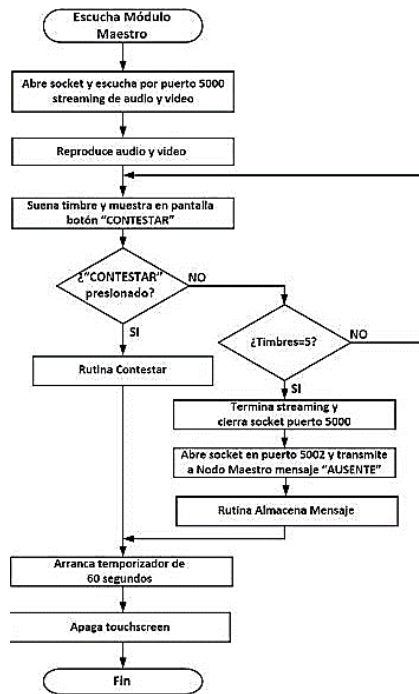 Escucha Módulo
Maestro
Abre socket y escucha por puerto 5000
streaming de audio y video
Reproduce audio y video
Suena timbre y muestra en pantalla
botón “CONTESTAR”
¿“CONTESTAR”
presionado?
NO
SI
¿Timbres=5?
NO
SI
Rutina Contestar
Termina streaming y
cierra socket puerto 5000
Abre socket en puerto 5002 y transmite
a Nodo Maestro mensaje “AUSENTE”
Rutina Almacena Mensaje
Arranca temporizador de
60 segundos
Apaga touchscreen
Fin